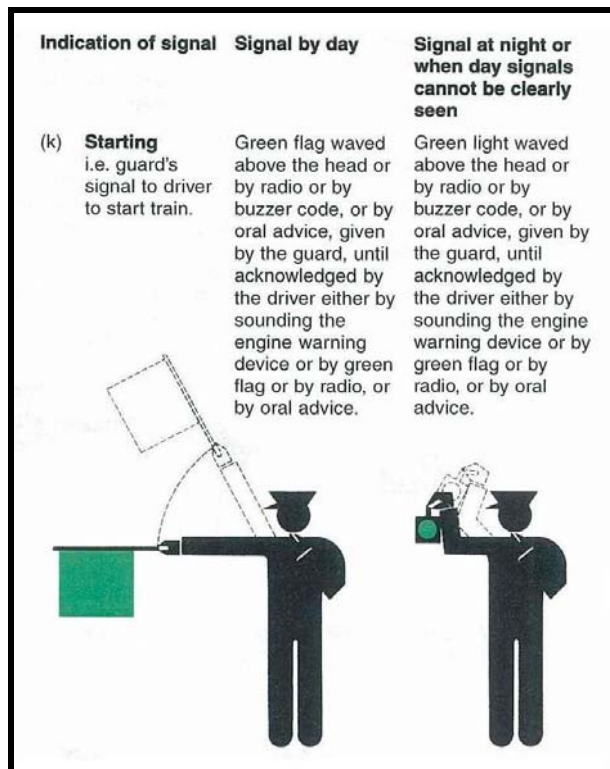 Indication of signal
Signal by day
Signal at night or
when day signals
cannot be clearly
seen
(k) Starting
i.e. guard's
signal to driver
to start train.
Green flag waved
above the head or
by radio or by
buzzer code, or by
oral advice, given
by the guard, until
acknowledged by
the driver either by
sounding the
engine warning
device or by green
flag or by radio, or
by oral advice.
Green light waved
above the head or
by radio or by
buzzer code, or by
oral advice, given by
the guard, until
acknowledged by
the driver either by
sounding the engine
warning device or by
green flag or by
radio, or by oral
advice.